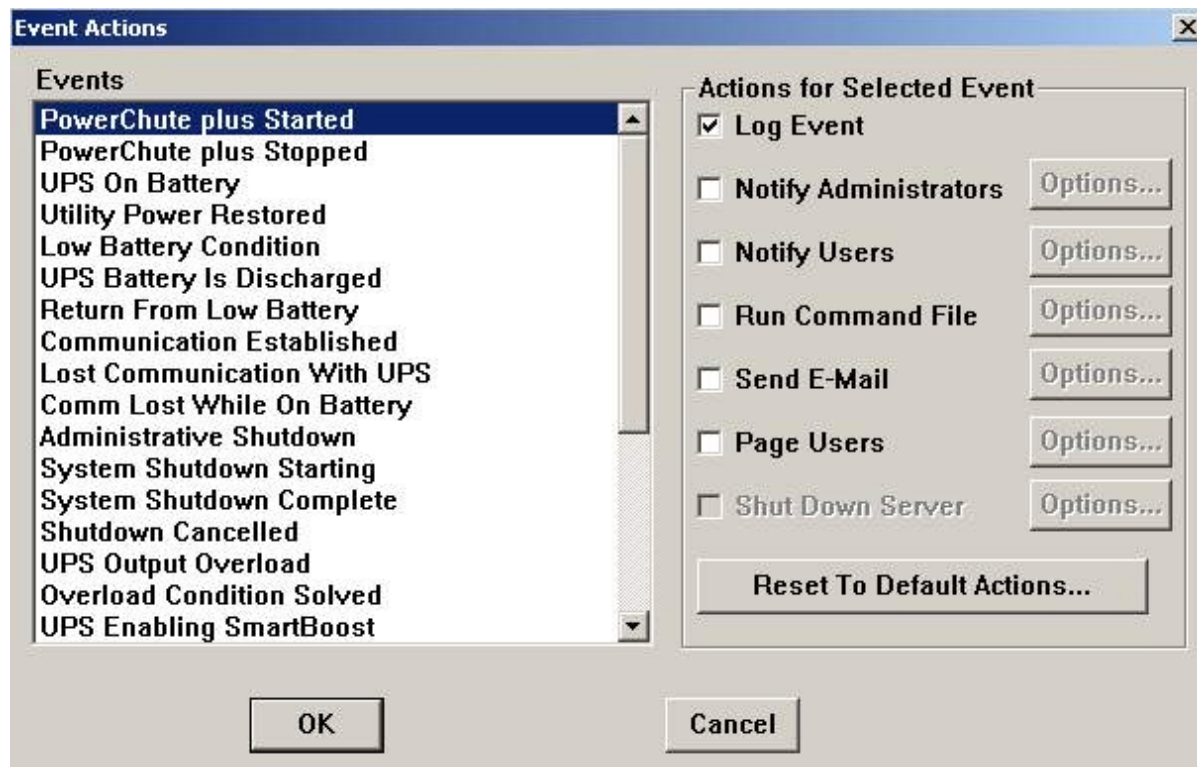 Event Actions
Events
PowerChute plus Started
PowerChute plus Stopped
UPS On Battery
Utility Power Restored
Low Battery Condition
UPS Battery Is Discharged
Return From Low Battery
Communication Established
Lost Communication With UPS
Comm Lost While On Battery
Administrative Shutdown
System Shutdown Starting
System Shutdown Complete
Shutdown Cancelled
UPS Output Overload
Overload Condition Solved
UPS Enabling SmartBoost
Actions for Selected Event
Log Event
Notify Administrators Options...
Notify Users Options...
Run Command File Options...
Send E-Mail Options...
Page Users Options...
Shut Down Server Options...
Reset To Default Actions...
OK Cancel